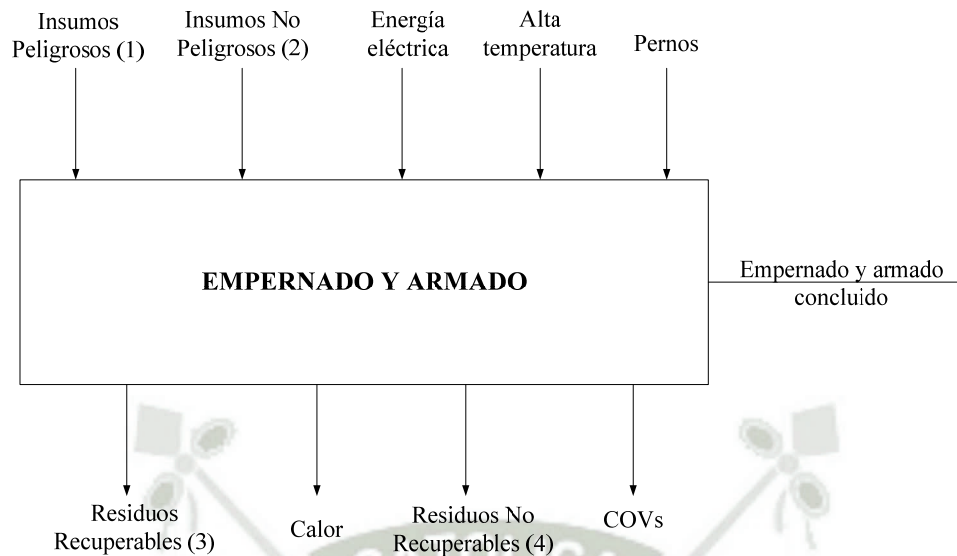 Insumos
Peligrosos (1)
Insumos No
Peligrosos (2)
Energía
eléctrica
Alta
temperatura
Pernos
EMPERNADO Y ARMADO
Empernado y armado
concluido
Residuos
Recuperables (3)
Calor
Residuos No
Recuperables (4)
COVs